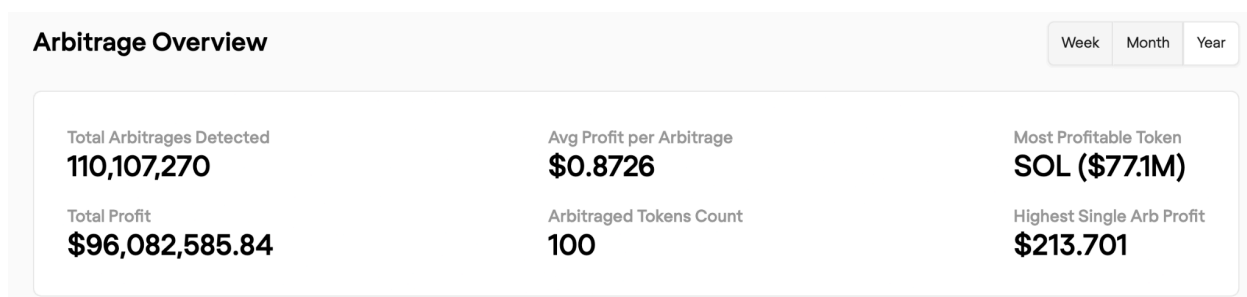 Arbitrage Overview
Week Month Year
Total Arbitrages Detected Avg Profit per Arbitrage Most Profitable Token
110,107,270 $0.8726 SOL ($77.1M)
Total Profit Arbitraged Tokens Count Highest Single Arb Profit
$96,082,585.84 100 $213.701